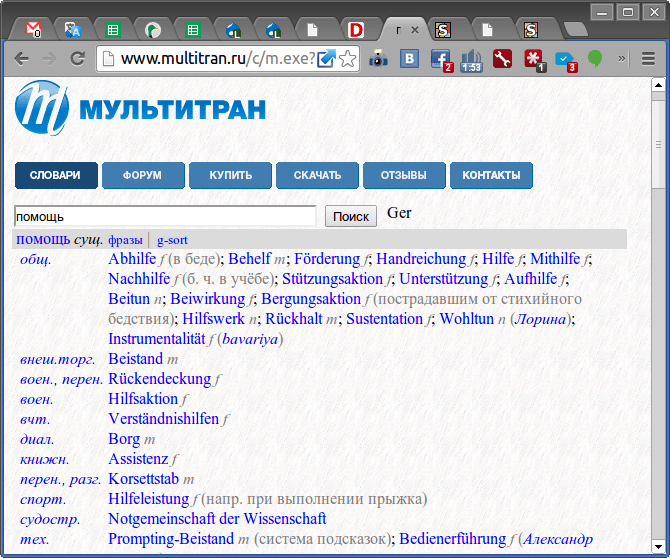 г
www.multitran.ru/c/m.exe?
2
1:53
1
3
»
m МУЛЬТИТРАН
СЛОВАРИ ФОРУМ КУПИТЬ СКАЧАТЬ ОТЗЫВЫ КОНТАКТЫ
помощь Поиск Ger
помощь сущ. фразы | g-sort
общ. Abhilfe f (в беде); Behelf m; Förderung f; Handreichung f; Hilfe f; Mithilfe f;
Nachhilfe f (б. ч. в учёбе); Stützungsaktion f; Unterstützung f; Aufhilfe f;
Beitun n; Beiwirkung f; Bergungsaktion f (пострадавшим от стихийного
бедствия); Hilfswerk n; Rückhalt m; Sustentation f; Wohltun n (Лорина);
Instrumentalität f (bavariya)
внеш.торг. Beistand m
воен., перен. Rückendeckung f
воен. Hilfsaktion f
вчт. Verständnishilfen f
диал. Borg m
книжн. Assistenz f
перен., разг. Korsettstab m
спорт. Hilfeleistung f (напр. при выполнении прыжка)
судостр. Notgemeinschaft der Wissenschaft
тех. Prompting-Beistand m (система подсказок); Bedienerführung f (Александр